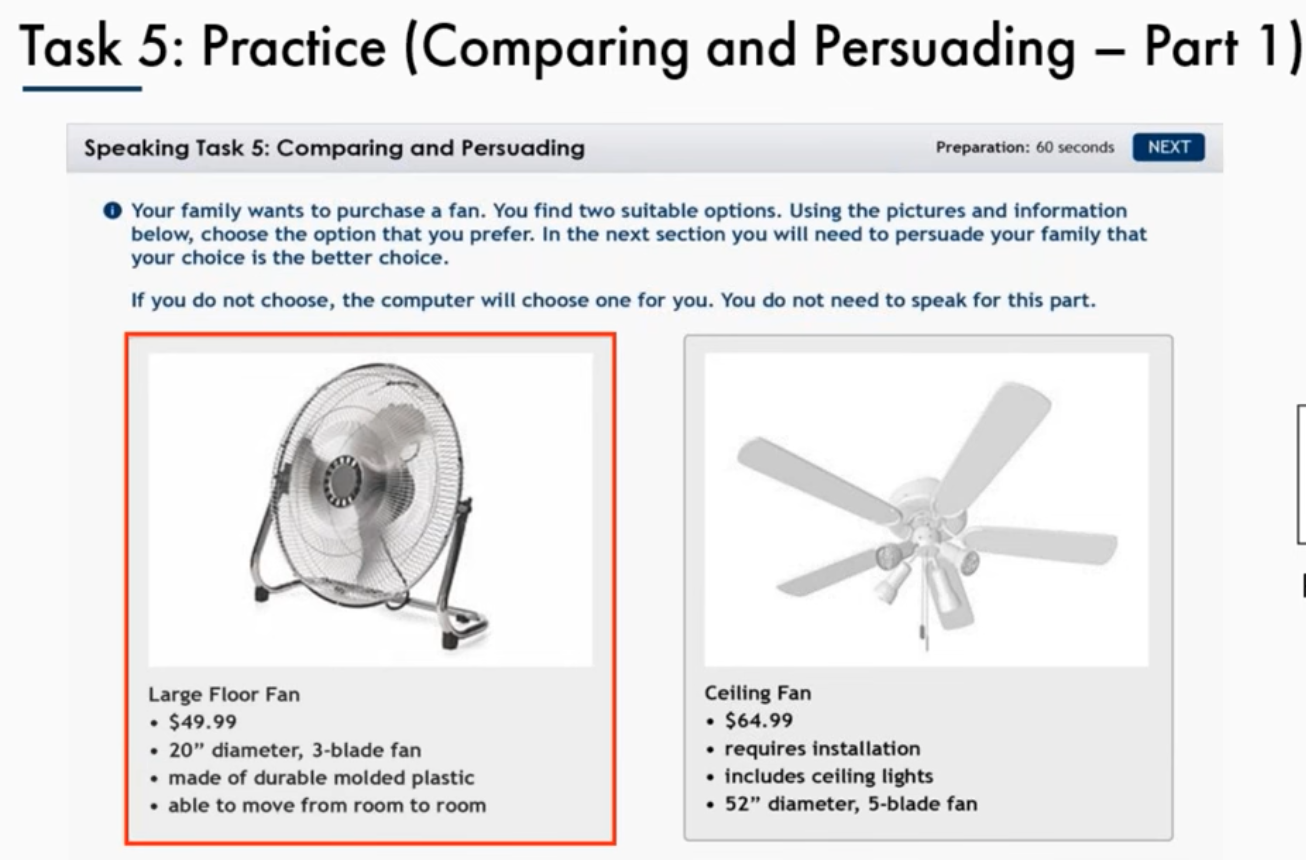 Task 5: Practice (Comparing and Persuading – Part 1)
Speaking Task 5: Comparing and Persuading
Preparation: 60 seconds
NEXT
Your family wants to purchase a fan. You find two suitable options. Using the pictures and information
below, choose the option that you prefer. In the next section you will need to persuade your family that
your choice is the better choice.
If you do not choose, the computer will choose one for you. You do not need to speak for this part.
Large Floor Fan
• $49.99
• 20” diameter, 3-blade fan
• made of durable molded plastic
• able to move from room to room
Ceiling Fan
• $64.99
• requires installation
• includes ceiling lights
• 52” diameter, 5-blade fan